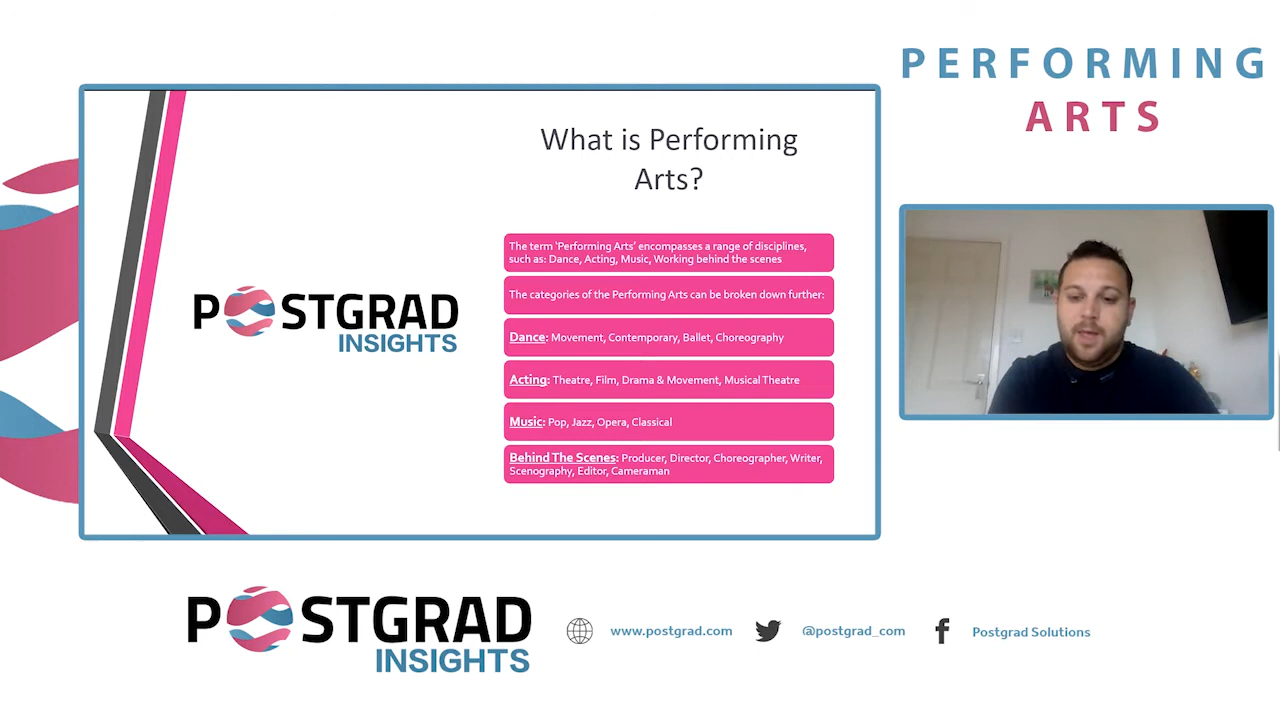 PERFORMING
ARTS
What is Performing
Arts?
The term ‘Performing Arts’ encompasses a range of disciplines,
such as: Dance, Acting, Music, Working behind the scenes
The categories of the Performing Arts can be broken down further:
Dance: Movement, Contemporary, Ballet, Choreography
Acting: Theatre, Film, Drama & Movement, Musical Theatre
Music: Pop, Jazz, Opera, Classical
Behind The Scenes: Producer, Director, Choreographer, Writer,
Scenography, Editor, Cameraman
POSTGRAD
INSIGHTS
POSTGRAD
INSIGHTS
www.postgrad.com
@postgrad_com
Postgrad Solutions